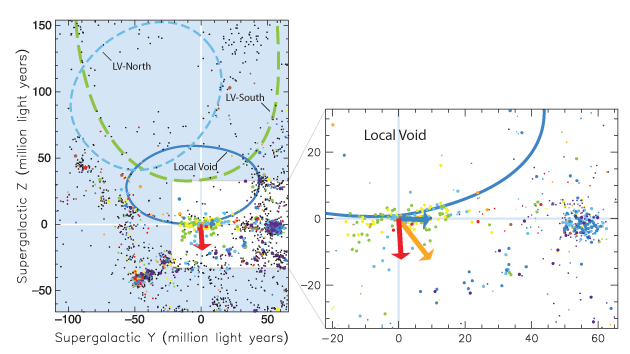 150
LV-North
100
LV-South
50
Local Void
0
−50
−100
−50
0
50
Supergalactic Z (million light years)
Supergalactic Y (million light years)
Local Void
20
0
−20
−20
0
20
40
60